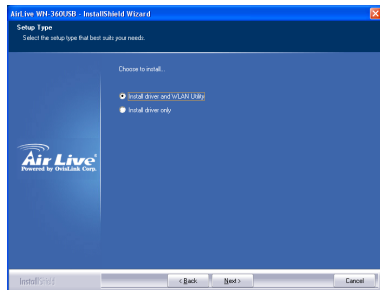 AirLive WN-360USB - InstallShield Wizard
Setup Type
Select the setup type that best suits your needs.
Choose to install...
Install driver and WLAN Utility
Install driver only
Air Live
Powered by OvisLink Corp.
InstallShield
< Back
Next >
Cancel